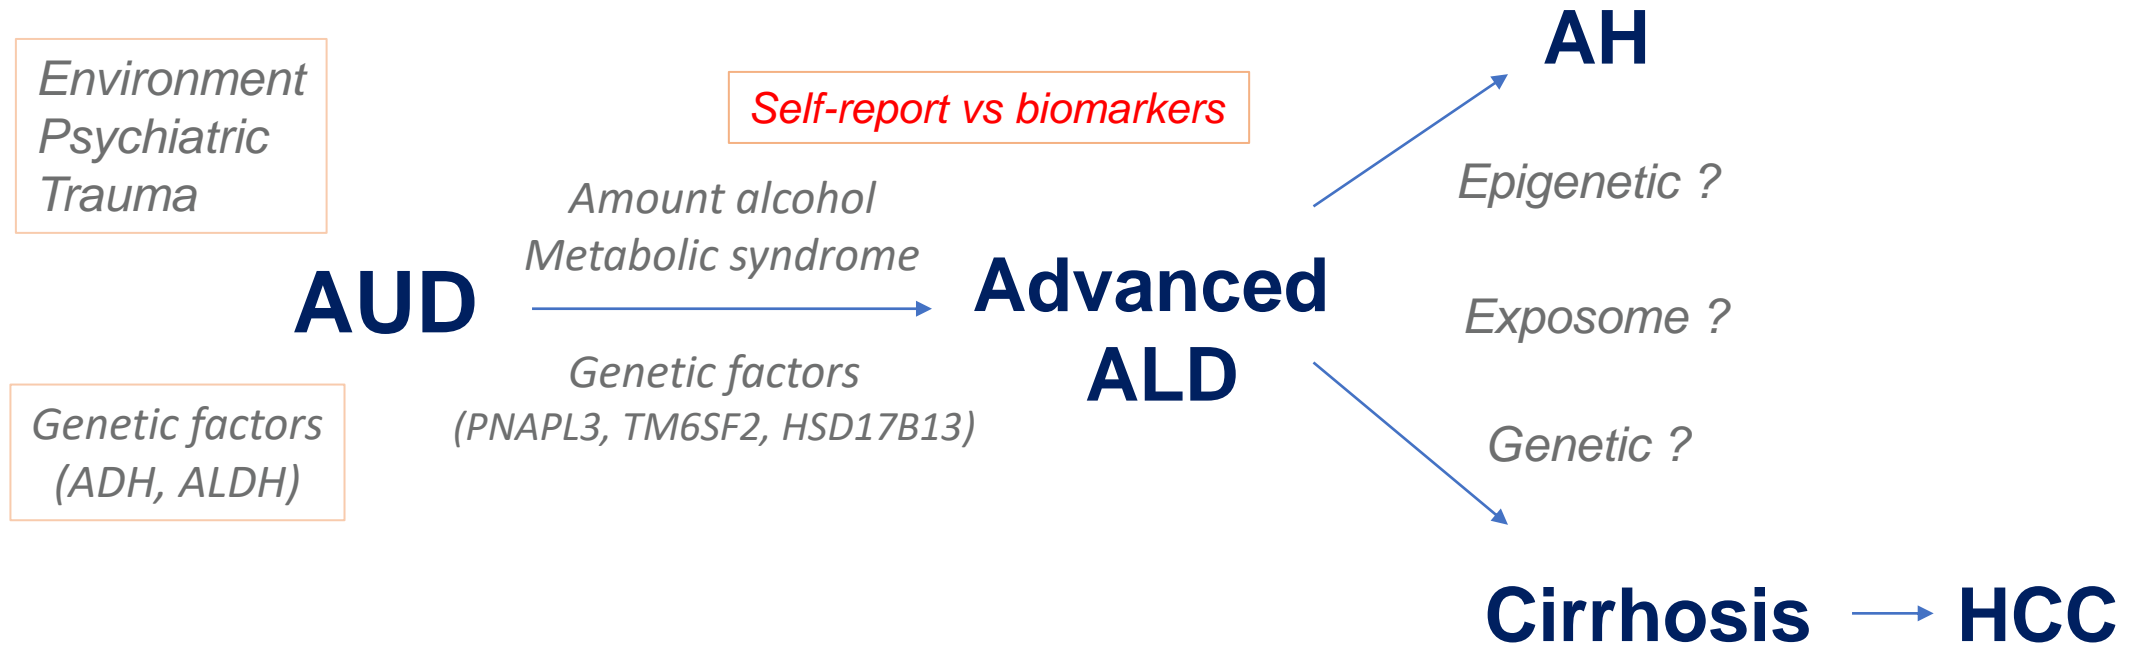 Environment
Psychiatric
Trauma
AUD
Genetic factors
(ADH, ALDH)
Self-report vs biomarkers
Amount alcohol
Metabolic syndrome
Genetic factors
(PNAPL3, TM6SF2, HSD17B13)
Advanced
ALD
AH
Epigenetic ?
Exposome ?
Genetic ?
Cirrhosis
HCC